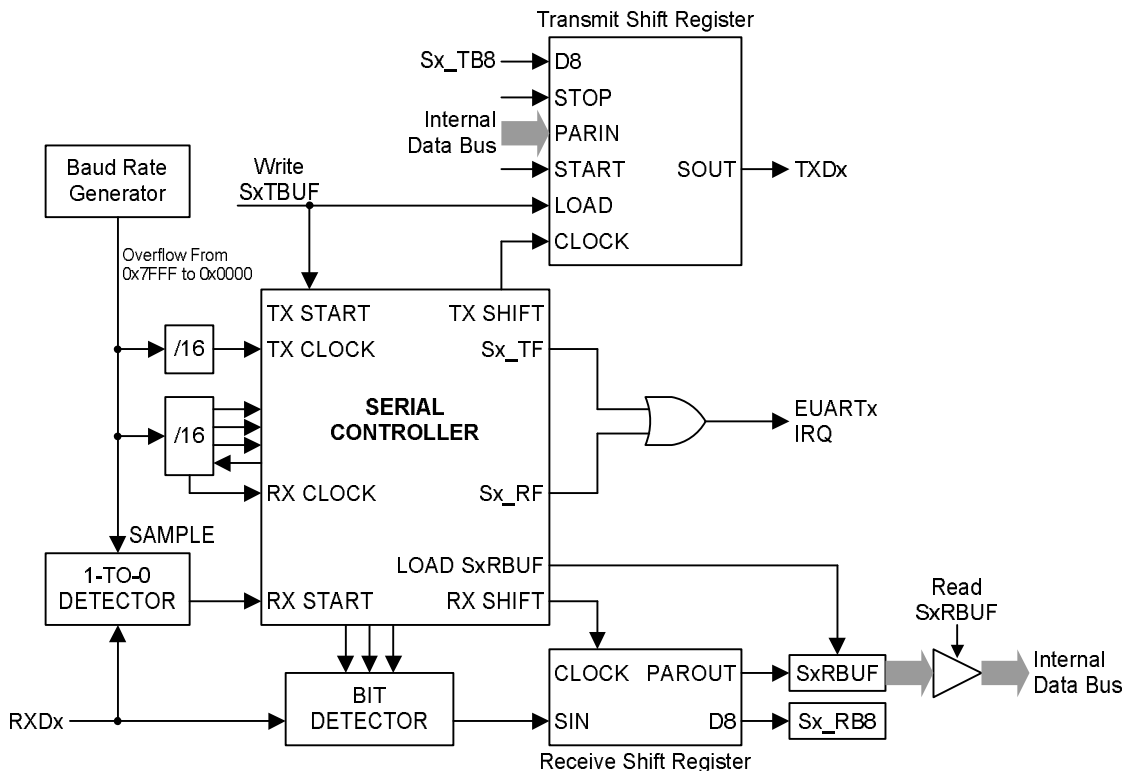 Transmit Shift Register
Sx_TB8
D8
STOP
Internal
Data Bus
PARIN
START
SOUT
TXDx
LOAD
CLOCK
Write
SxTBUF
Baud Rate
Generator
Overflow From
0x7FFF to 0x0000
TX START
TX SHIFT
/16
TX CLOCK
Sx_TF
SERIAL
CONTROLLER
/16
EUARTx
IRQ
RX CLOCK
Sx_RF
SAMPLE
1-TO-0
DETECTOR
LOAD SxRBUF
RX START
RX SHIFT
Read
SxRBUF
CLOCK
PAROUT
SxRBUF
Internal
Data Bus
RXDx
BIT
DETECTOR
SIN
D8
Sx_RB8
Receive Shift Register